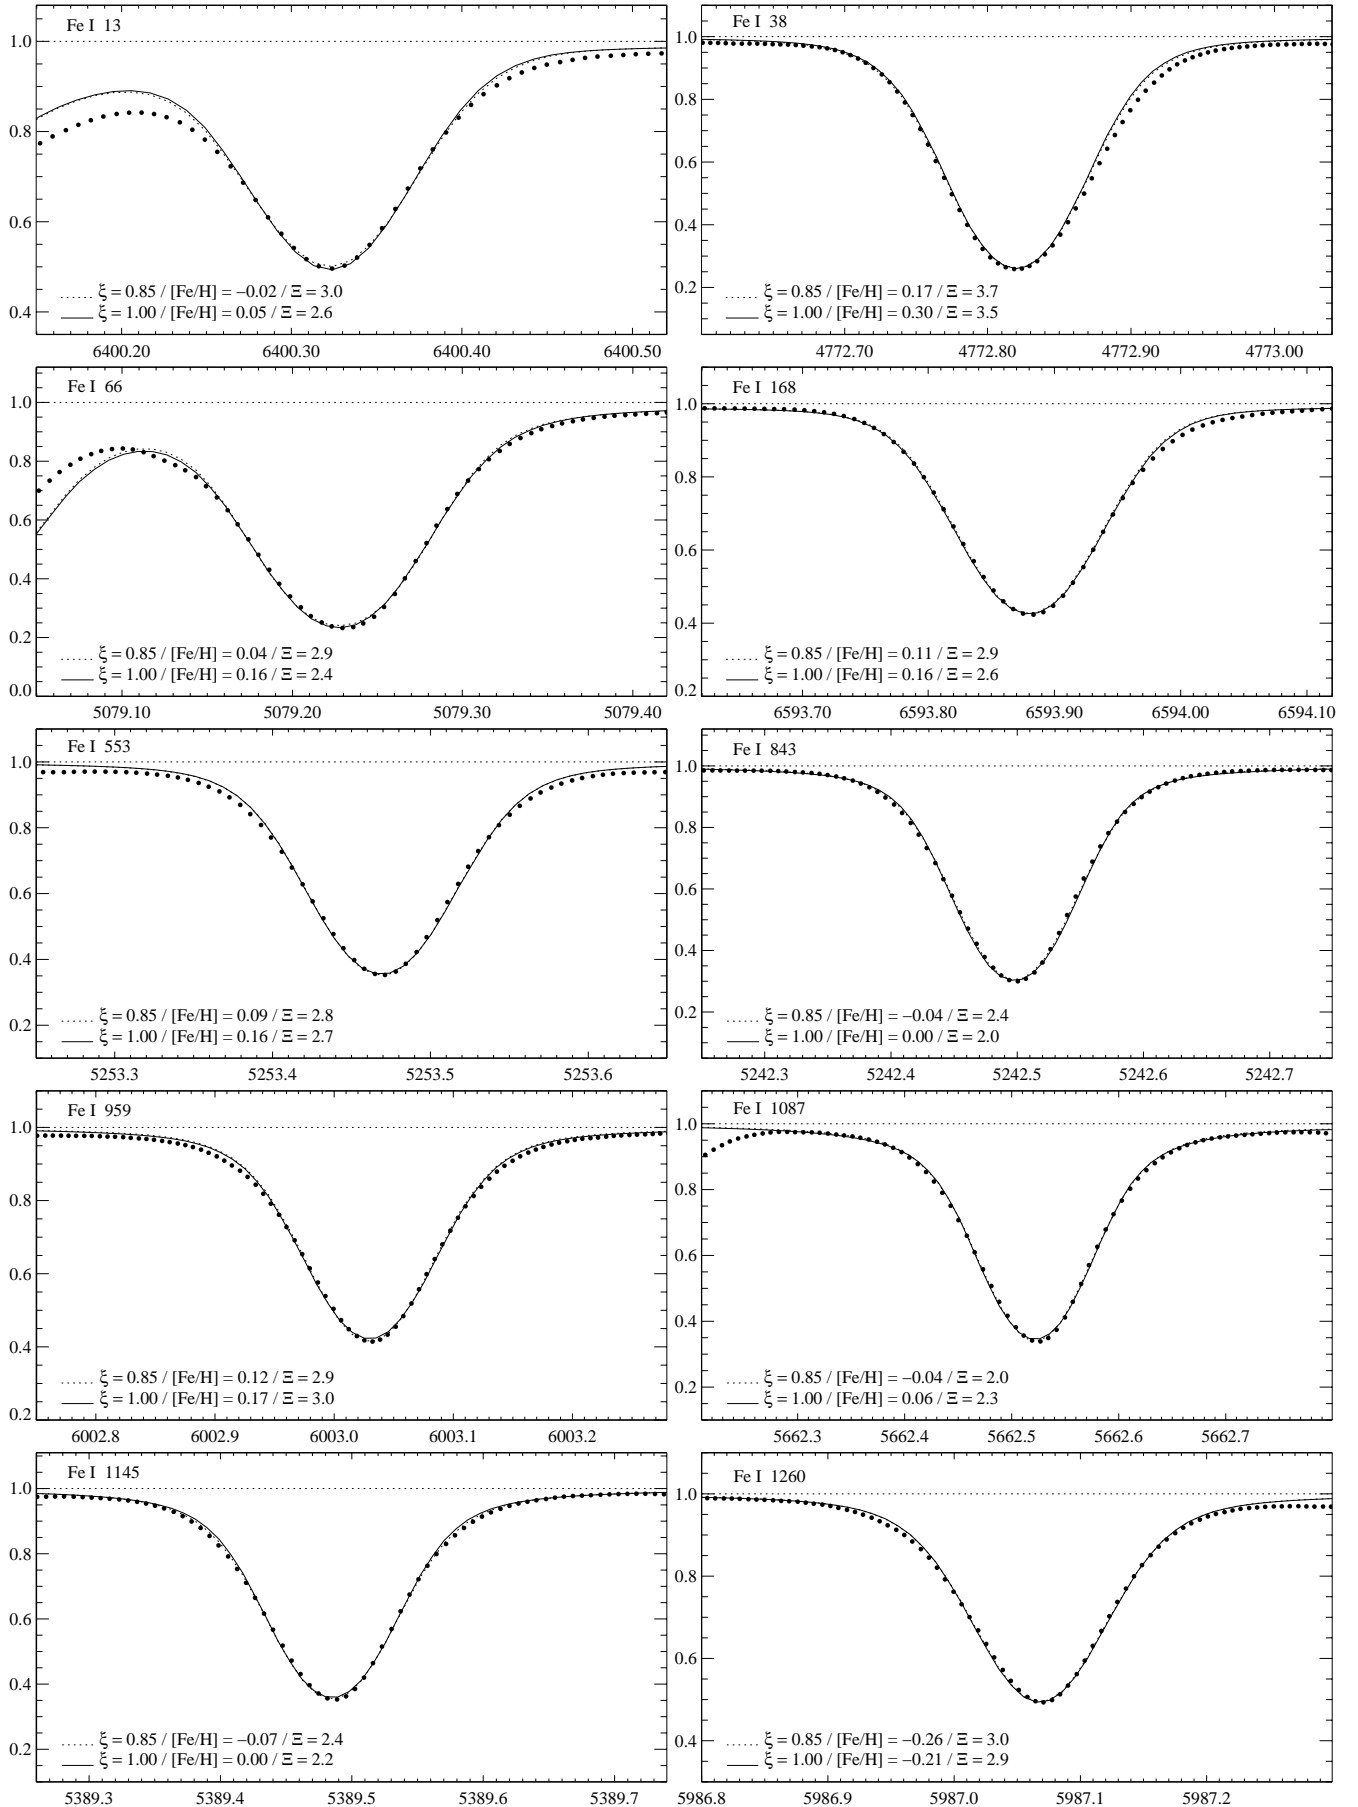 Fe I 13
1.0
0.8
0.6
0.4
ξ = 0.85 / [Fe/H] = −0.02 / Ξ = 3.0
ξ = 1.00 / [Fe/H] = 0.05 / Ξ = 2.6
6400.20 6400.30 6400.40 6400.50
Fe I 38
1.0
0.8
0.6
0.4
0.2
ξ = 0.85 / [Fe/H] = 0.17 / Ξ = 3.7
ξ = 1.00 / [Fe/H] = 0.30 / Ξ = 3.5
4772.70 4772.80 4772.90 4773.00
Fe I 66
1.0
0.8
0.6
0.4
0.2
0.0
ξ = 0.85 / [Fe/H] = 0.04 / Ξ = 2.9
ξ = 1.00 / [Fe/H] = 0.16 / Ξ = 2.4
5079.10 5079.20 5079.30 5079.40
Fe I 168
1.0
0.8
0.6
0.4
0.2
ξ = 0.85 / [Fe/H] = 0.11 / Ξ = 2.9
ξ = 1.00 / [Fe/H] = 0.16 / Ξ = 2.6
6593.70 6593.80 6593.90 6594.00 6594.10
Fe I 553
1.0
0.8
0.6
0.4
0.2
ξ = 0.85 / [Fe/H] = 0.09 / Ξ = 2.8
ξ = 1.00 / [Fe/H] = 0.16 / Ξ = 2.7
5253.3 5253.4 5253.5 5253.6
Fe I 843
1.0
0.8
0.6
0.4
0.2
ξ = 0.85 / [Fe/H] = −0.04 / Ξ = 2.4
ξ = 1.00 / [Fe/H] = 0.00 / Ξ = 2.0
5242.3 5242.4 5242.5 5242.6 5242.7
Fe I 959
1.0
0.8
0.6
0.4
0.2
ξ = 0.85 / [Fe/H] = 0.12 / Ξ = 2.9
ξ = 1.00 / [Fe/H] = 0.17 / Ξ = 3.0
6002.8 6002.9 6003.0 6003.1 6003.2
Fe I 1087
1.0
0.8
0.6
0.4
0.2
ξ = 0.85 / [Fe/H] = −0.04 / Ξ = 2.0
ξ = 1.00 / [Fe/H] = 0.06 / Ξ = 2.3
5662.3 5662.4 5662.5 5662.6 5662.7
Fe I 1145
1.0
0.8
0.6
0.4
0.2
ξ = 0.85 / [Fe/H] = −0.07 / Ξ = 2.4
ξ = 1.00 / [Fe/H] = 0.00 / Ξ = 2.2
5389.3 5389.4 5389.5 5389.6 5389.7
Fe I 1260
1.0
0.8
0.6
0.4
ξ = 0.85 / [Fe/H] = −0.26 / Ξ = 3.0
ξ = 1.00 / [Fe/H] = −0.21 / Ξ = 2.9
5986.8 5986.9 5987.0 5987.1 5987.2